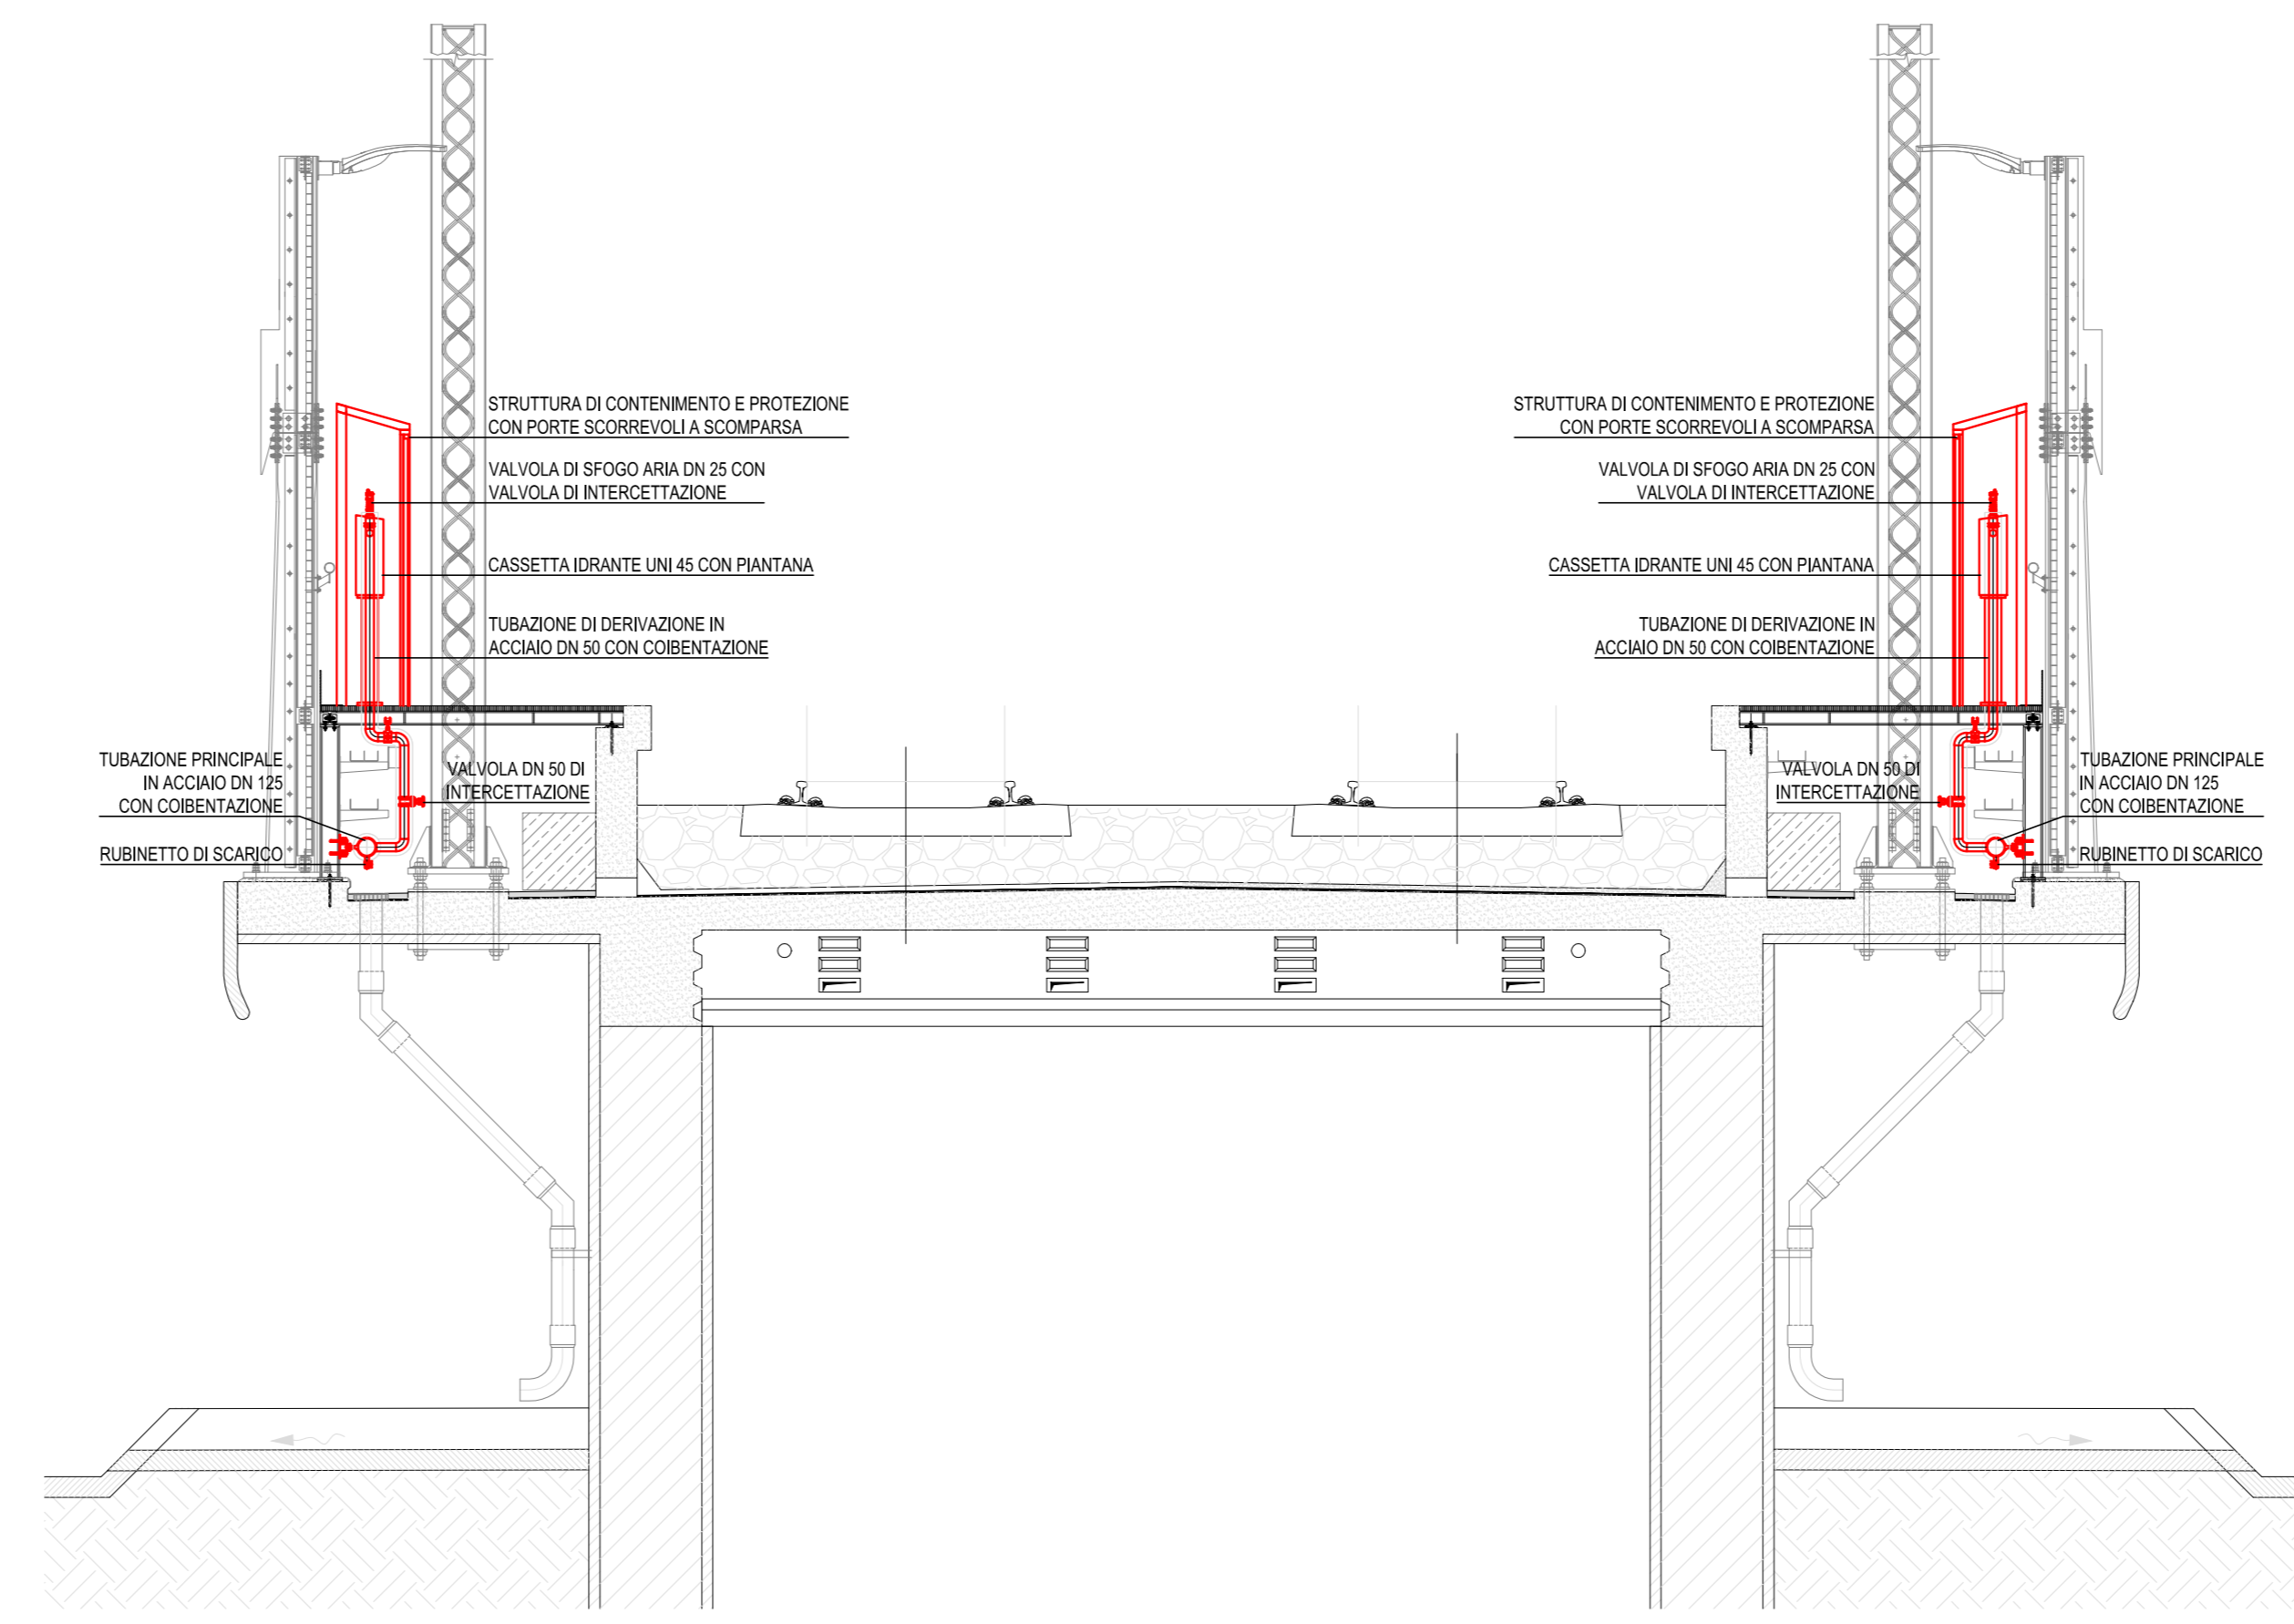 STRUTTURA DI CONTENIMENTO E PROTEZIONE
CON PORTE SCORREVOLI A SCOMPARSA
VALVOLA DI SFOGO ARIA DN 25 CON
VALVOLA DI INTERCETTAZIONE
CASSETTA IDRANTE UNI 45 CON PIANTANA
TUBAZIONE DI DERIVAZIONE IN
ACCIAIO DN 50 CON COIBENTAZIONE
TUBAZIONE PRINCIPALE
IN ACCIAIO DN 125
CON COIBENTAZIONE
VALVOLA DN 50 DI
INTERCETTAZIONE
RUBINETTO DI SCARICO
STRUTTURA DI CONTENIMENTO E PROTEZIONE
CON PORTE SCORREVOLI A SCOMPARSA
VALVOLA DI SFOGO ARIA DN 25 CON
VALVOLA DI INTERCETTAZIONE
CASSETTA IDRANTE UNI 45 CON PIANTANA
TUBAZIONE DI DERIVAZIONE IN
ACCIAIO DN 50 CON COIBENTAZIONE
VALVOLA DN 50 DI
INTERCETTAZIONE
TUBAZIONE PRINCIPALE
IN ACCIAIO DN 125
CON COIBENTAZIONE
RUBINETTO DI SCARICO